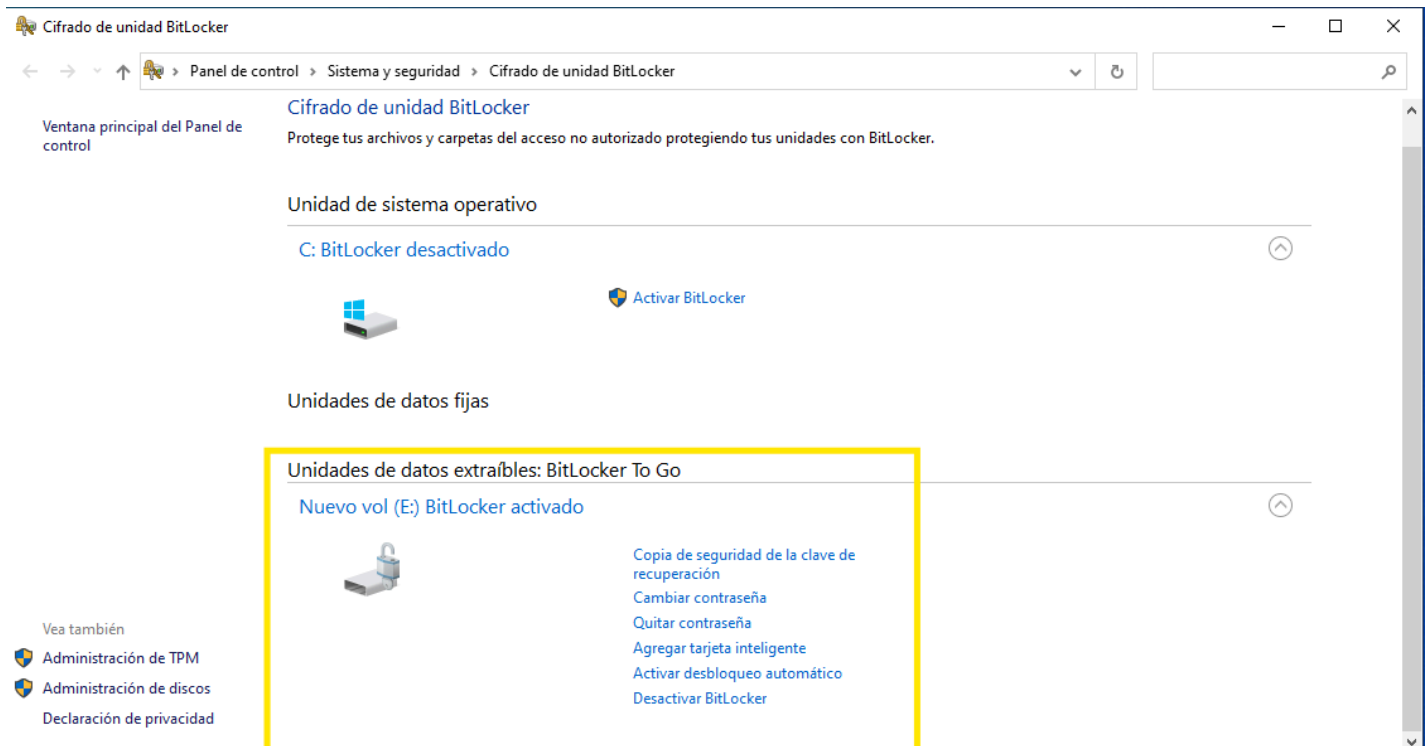 Cifrado de unidad BitLocker
Panel de control > Sistema y seguridad > Cifrado de unidad BitLocker
Ventana principal del Panel de
control
Cifrado de unidad BitLocker
Protege tus archivos y carpetas del acceso no autorizado protegiendo tus unidades con BitLocker.
Unidad de sistema operativo
C: BitLocker desactivado
Activar BitLocker
Unidades de datos fijas
Unidades de datos extraíbles: BitLocker To Go
Nuevo vol (E:) BitLocker activado
Copia de seguridad de la clave de
recuperación
Cambiar contraseña
Quitar contraseña
Agregar tarjeta inteligente
Activar desbloqueo automático
Desactivar BitLocker
Vea también
Administración de TPM
Administración de discos
Declaración de privacidad